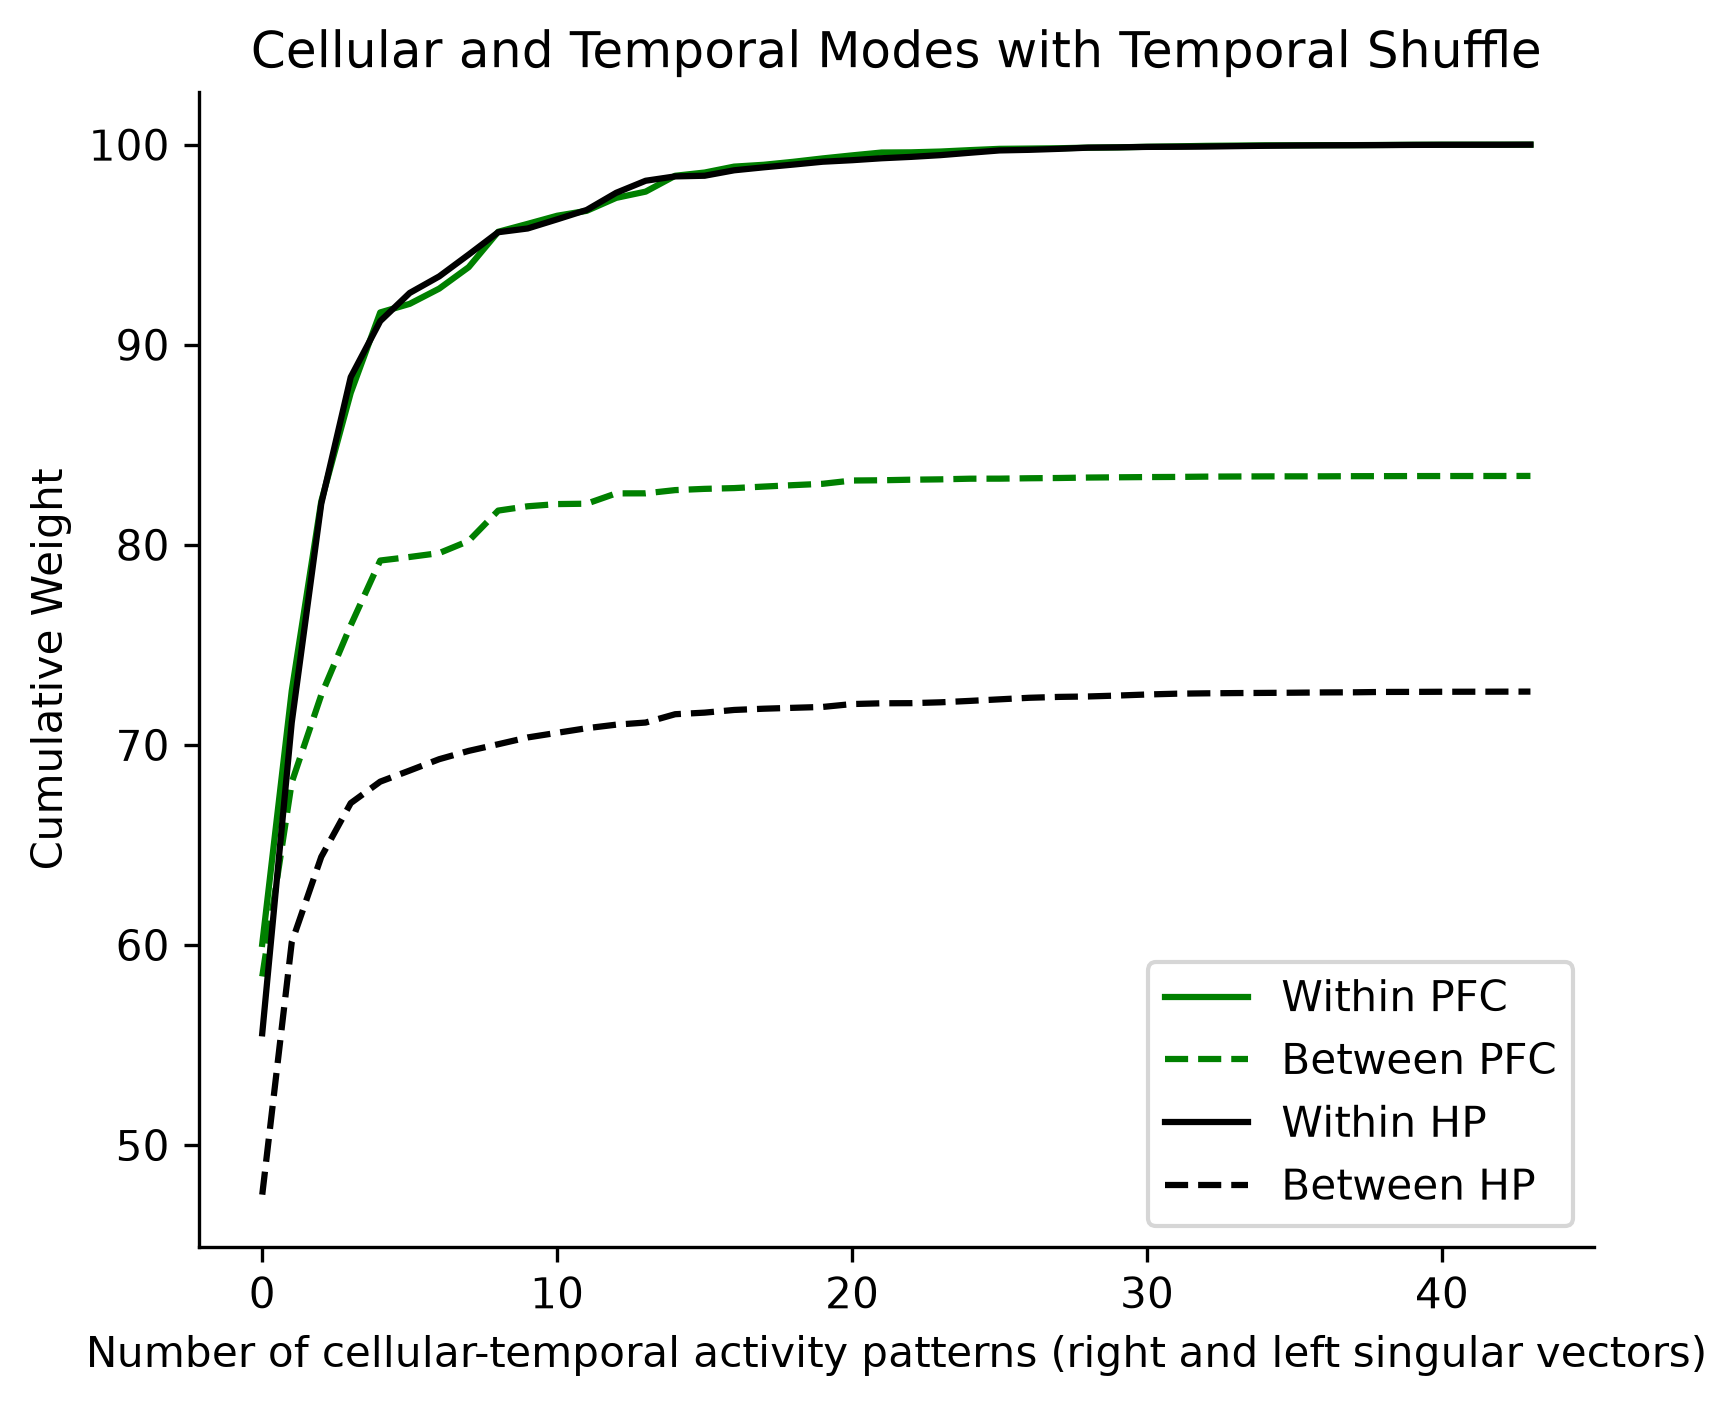 Cellular and Temporal Modes with Temporal Shuffle
100
90
80
70
60
50
Cumulative Weight
Within PFC
Between PFC
Within HP
Between HP
0 10 20 30 40
Number of cellular-temporal activity patterns (right and left singular vectors)